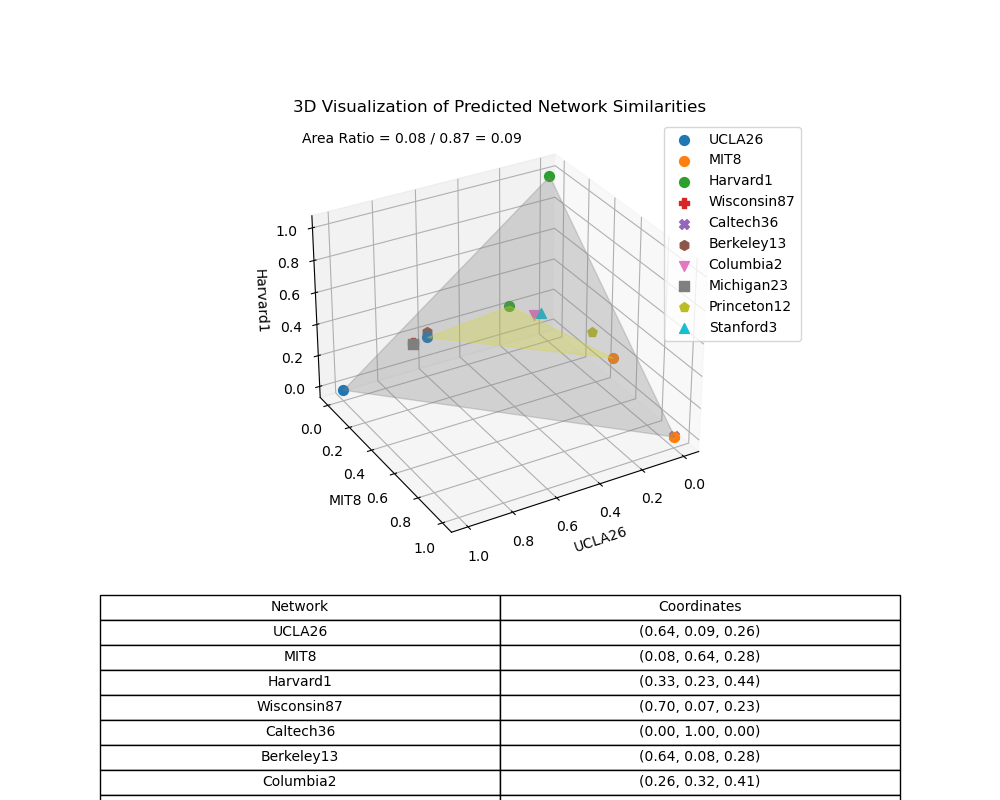 3D Visualization of Predicted Network Similarities
Area Ratio = 0.08 / 0.87 = 0.09
UCLA26
MIT8
Harvard1
Wisconsin87
Caltech36
Berkeley13
Columbia2
Michigan23
Princeton12
Stanford3
Harvard1
1.0
0.8
0.6
0.4
0.2
0.0
MIT8
0.0
0.2
0.4
0.6
0.8
1.0
UCLA26
1.0
0.8
0.6
0.4
0.2
0.0
Network Coordinates
UCLA26 (0.64, 0.09, 0.26)
MIT8 (0.08, 0.64, 0.28)
Harvard1 (0.33, 0.23, 0.44)
Wisconsin87 (0.70, 0.07, 0.23)
Caltech36 (0.00, 1.00, 0.00)
Berkeley13 (0.64, 0.08, 0.28)
Columbia2 (0.26, 0.32, 0.41)